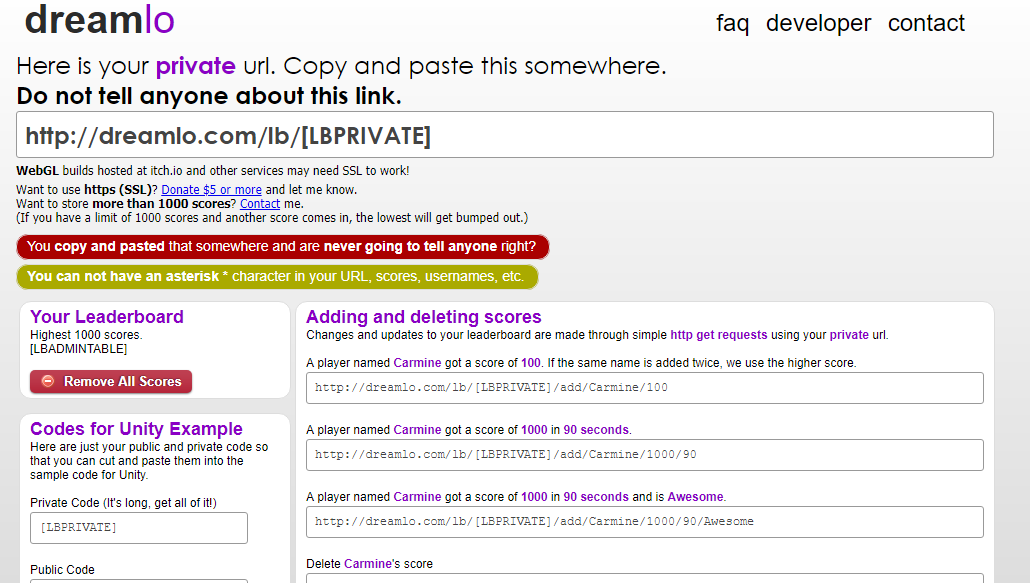 dreamlo
faq developer contact
Here is your private url. Copy and paste this somewhere.
Do not tell anyone about this link.
http://dreamlo.com/lb/[LBPRIVATE]
WebGL builds hosted at itch.io and other services may need SSL to work!
Want to use https (SSL)? Donate $5 or more and let me know.
Want to store more than 1000 scores? Contact me.
(If you have a limit of 1000 scores and another score comes in, the lowest will get bumped out.)
You copy and pasted that somewhere and are never going to tell anyone right?
You can not have an asterisk * character in your URL, scores, usernames, etc.
Your Leaderboard
Highest 1000 scores.
[LBADMINTABLE]
Remove All Scores
Codes for Unity Example
Here are just your public and private code so
that you can cut and paste them into the
sample code for Unity.
Private Code (It's long, get all of it!)
[LBPRIVATE]
Public Code
Adding and deleting scores
Changes and updates to your leaderboard are made through simple http get requests using your private url.
A player named Carmine got a score of 100. If the same name is added twice, we use the higher score.
http://dreamlo.com/lb/[LBPRIVATE]/add/Carmine/100
A player named Carmine got a score of 1000 in 90 seconds.
http://dreamlo.com/lb/[LBPRIVATE]/add/Carmine/1000/90
A player named Carmine got a score of 1000 in 90 seconds and is Awesome.
http://dreamlo.com/lb/[LBPRIVATE]/add/Carmine/1000/90/Awesome
Delete Carmine's score